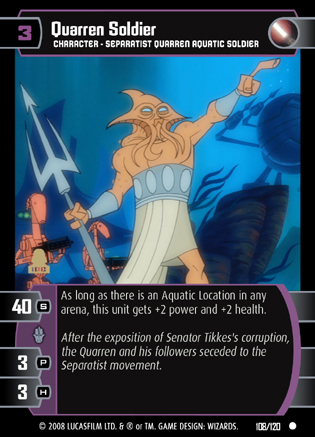 3
Quarren Soldier
CHARACTER - SEPARATIST QUARREN AQUATIC SOLDIER
40 S
As long as there is an Aquatic Location in any
arena, this unit gets +2 power and +2 health.
After the exposition of Senator Tikkes's corruption,
the Quarren and his followers seceded to the
Separatist movement.
3 P
3 H
© 2008 LUCASFILM LTD. & ® or TM. GAME DESIGN: WIZARDS.
108/120